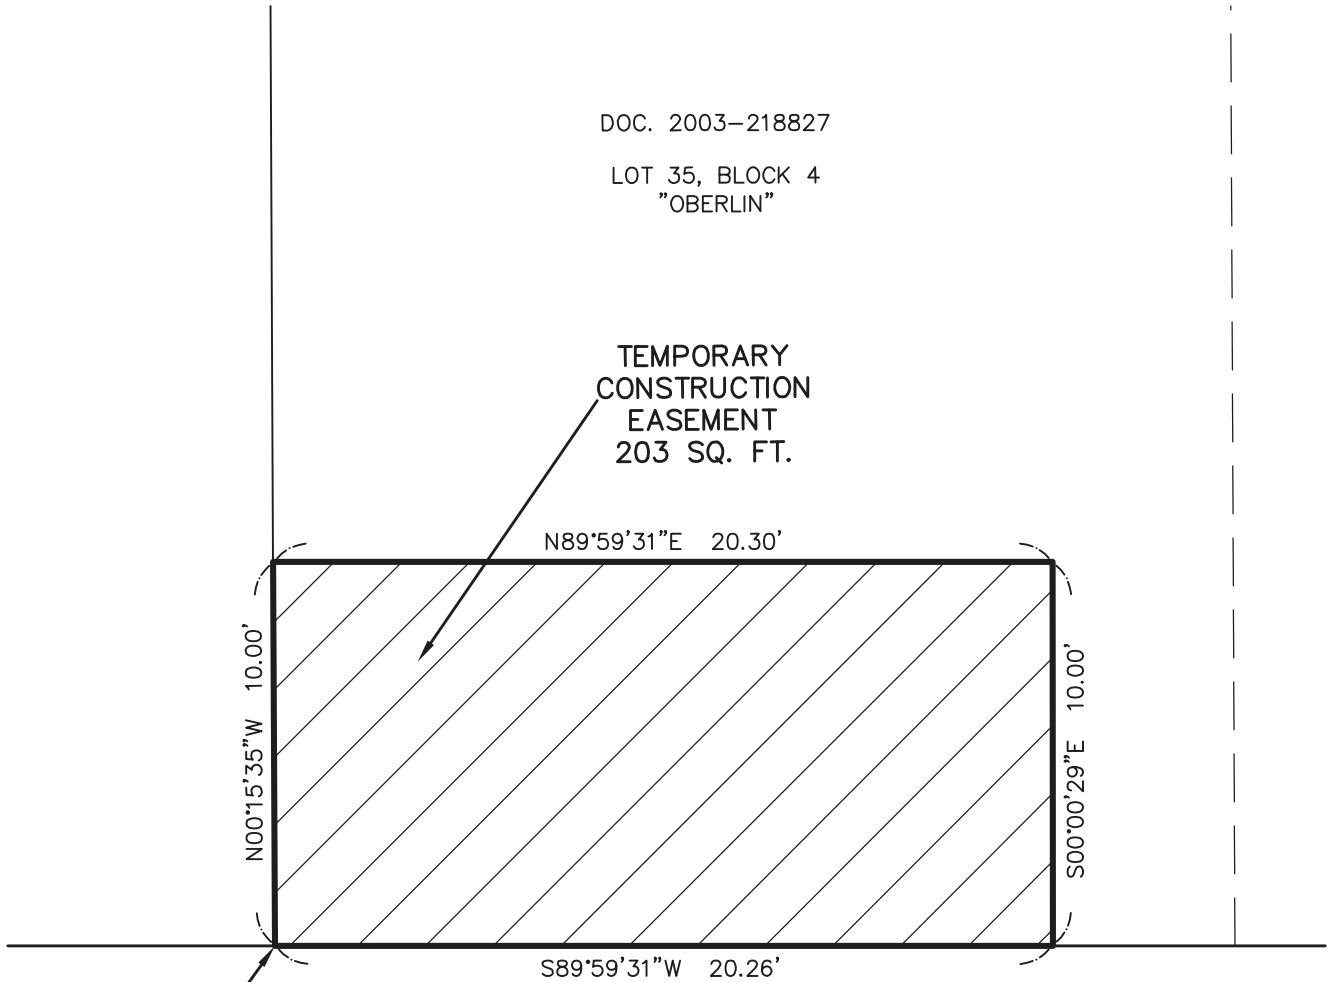 DOC. 2003-218827
LOT 35, BLOCK 4
"OBERLIN"
TEMPORARY
CONSTRUCTION
EASEMENT
203 SQ. FT.
N89°59'31"E 20.30'
N00°15'35"W 10.00'
S00°00'29"E 10.00'
S89°59'31"W 20.26'